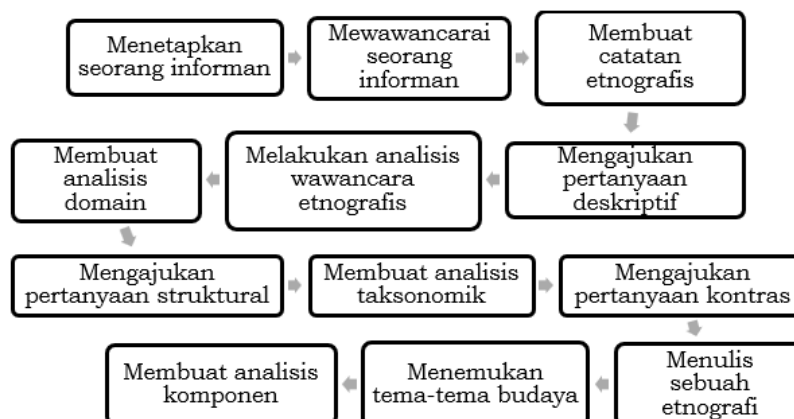 Menetapkan
seorang informan
Mewawancarai
seorang
informan
Membuat
catatan
etnografis
Mengajukan
pertanyaan
deskriptif
Melakukan analisis
wawancara
etnografis
Membuat
analisis
domain
Mengajukan
pertanyaan struktural
Membuat analisis
taksonomik
Mengajukan
pertanyaan kontras
Menulis
sebuah
etnografi
Menemukan
tema-tema budaya
Membuat analisis
komponen